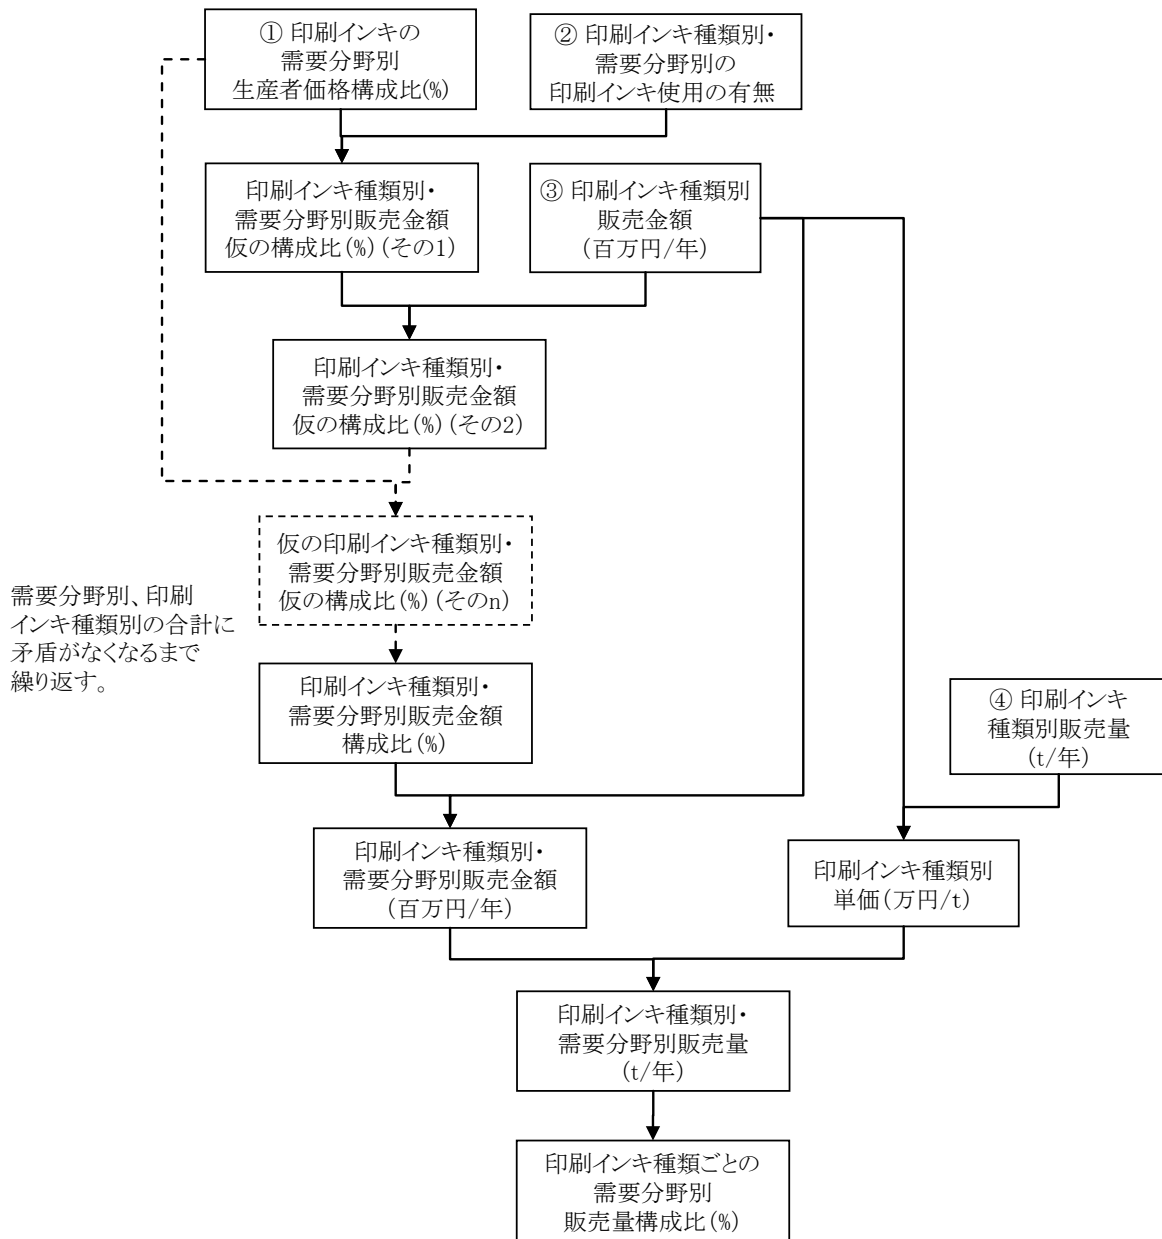 ① 印刷インキの
需要分野別
生産者価格構成比(%)
② 印刷インキ種類別・
需要分野別の
印刷インキ使用の有無
印刷インキ種類別・
需要分野別販売金額
仮の構成比(%)(その1)
③ 印刷インキ種類別
販売金額
(百万円/年)
印刷インキ種類別・
需要分野別販売金額
仮の構成比(%)(その2)
仮の印刷インキ種類別・
需要分野別販売金額
仮の構成比(%)(そのn)
需要分野別、印刷
インキ種類別の合計に
矛盾がなくなるまで
繰り返す。
印刷インキ種類別・
需要分野別販売金額
構成比(%)
④ 印刷インキ
種類別販売量
(t/年)
印刷インキ種類別・
需要分野別販売金額
(百万円/年)
印刷インキ種類別
単価(万円/t)
印刷インキ種類別・
需要分野別販売量
(t/年)
印刷インキ種類ごとの
需要分野別
販売量構成比(%)